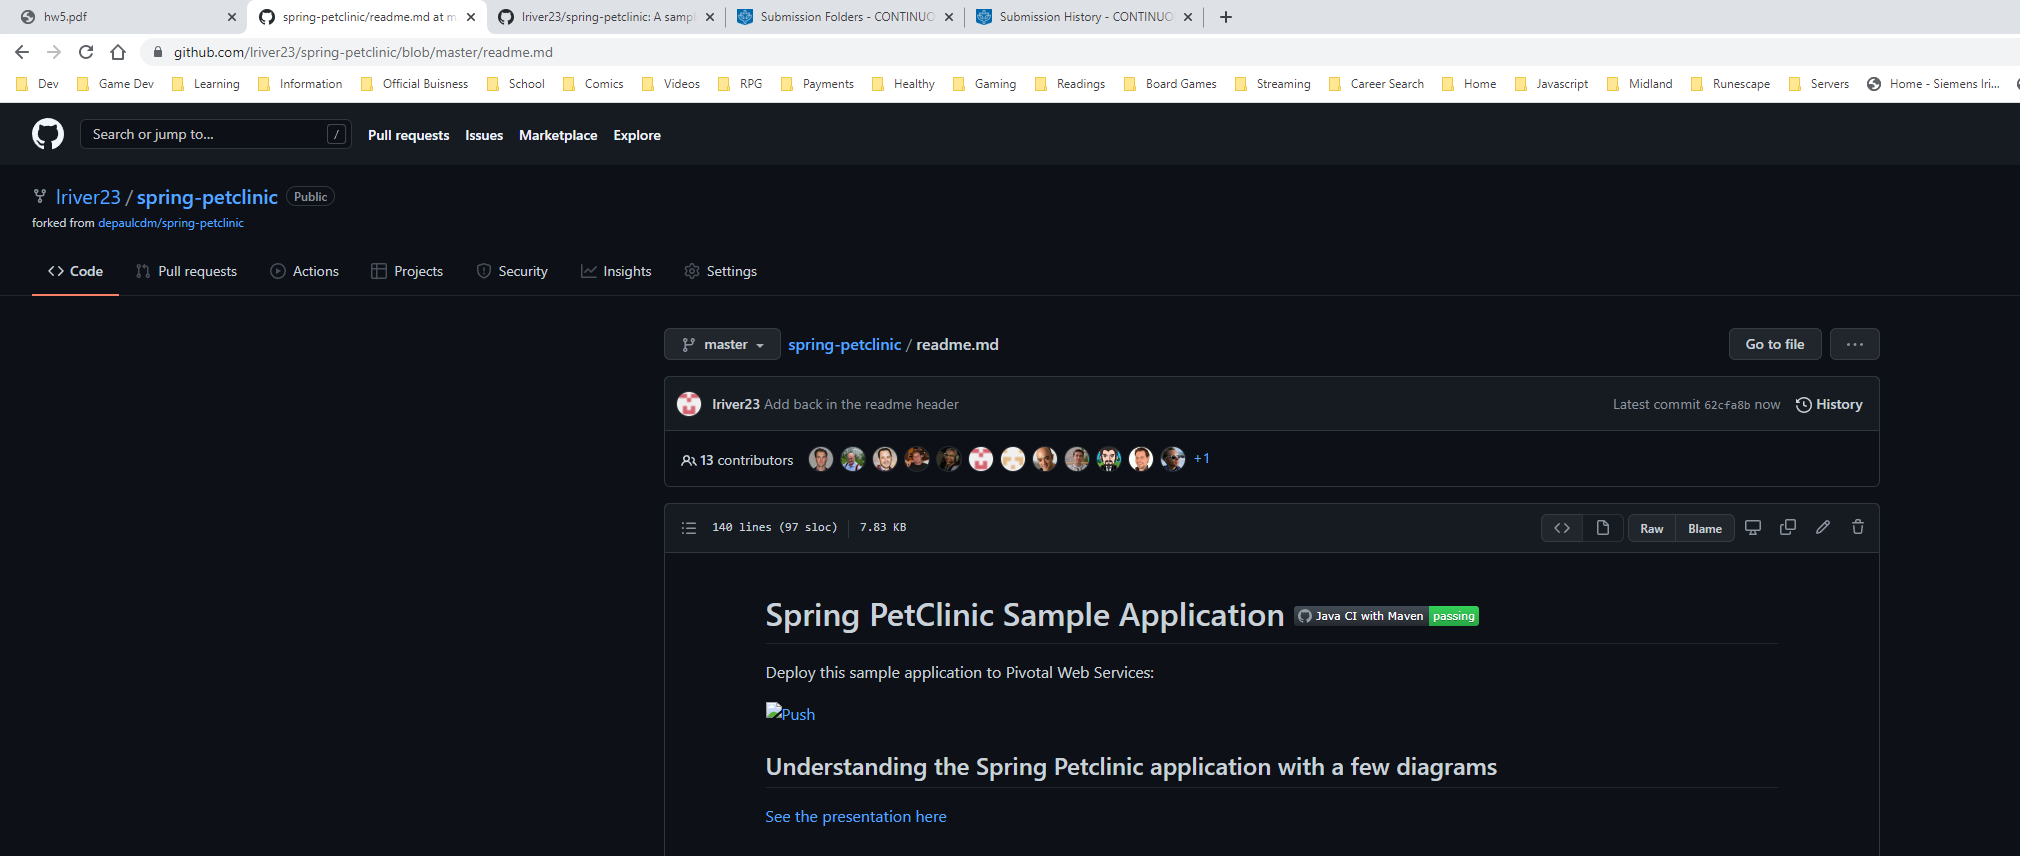 hw5.pdf
spring-petclinic/readme.md at m
lriver23/spring-petclinic: A sampl
Submission Folders - CONTINUO
Submission History - CONTINUO
github.com/lriver23/spring-petclinic/blob/master/readme.md
Dev Game Dev Learning Information Official Buisness School Comics Videos RPG Payments Healthy Gaming Readings Board Games Streaming Career Search Home Javascript Midland Runescape Servers Home - Siemens Iri...
Search or jump to... / Pull requests Issues Marketplace Explore
lriver23 / spring-petclinic Public
forked from depaulcdm/spring-petclinic
Code Pull requests Actions Projects Security Insights Settings
master spring-petclinic / readme.md Go to file ...
lriver23 Add back in the readme header Latest commit 62cfa8b now History
13 contributors +1
140 lines (97 sloc) 7.83 KB <> Raw Blame
Spring PetClinic Sample Application Java CI with Maven passing
Deploy this sample application to Pivotal Web Services:
Push
Understanding the Spring Petclinic application with a few diagrams
See the presentation here